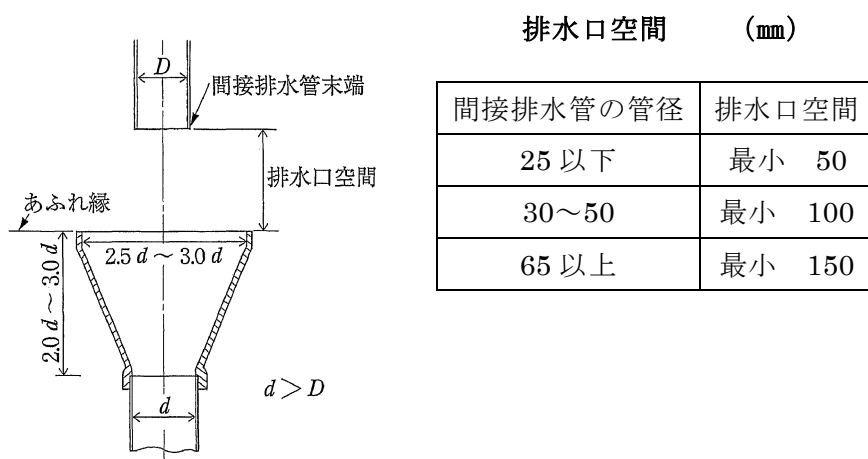 排水口空間 (㎜)
D
間接排水管末端
排水口空間
あふれ縁
2.5 d ～ 3.0 d
2.0 d ～ 3.0 d
d ＞ D
d
間接排水管の管径 排水口空間
25 以下 最小 50
30～50 最小 100
65 以上 最小 150